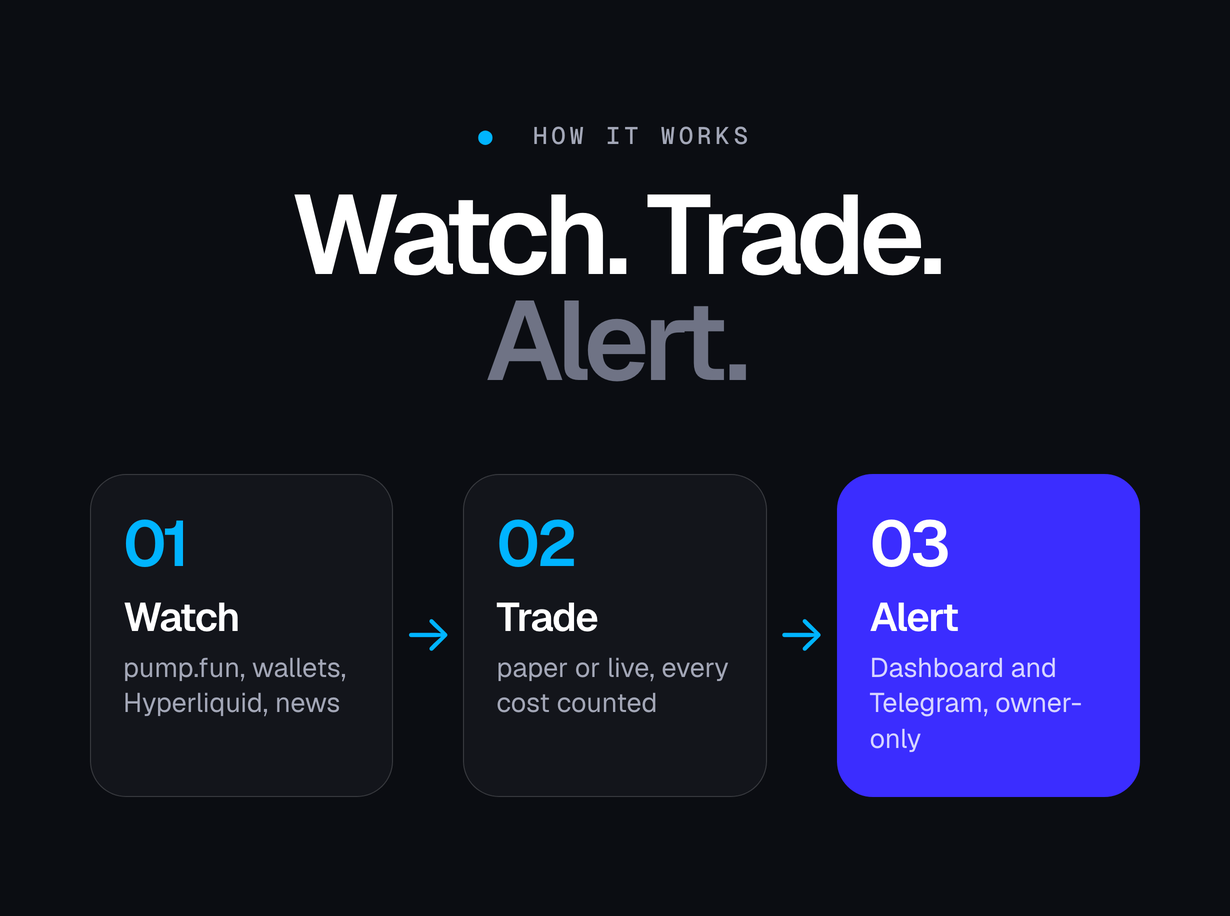 HOW IT WORKS
Watch. Trade.
Alert.
01
Watch
pump.fun, wallets,
Hyperliquid, news
02
Trade
paper or live, every
cost counted
03
Alert
Dashboard and
Telegram, owner-
only